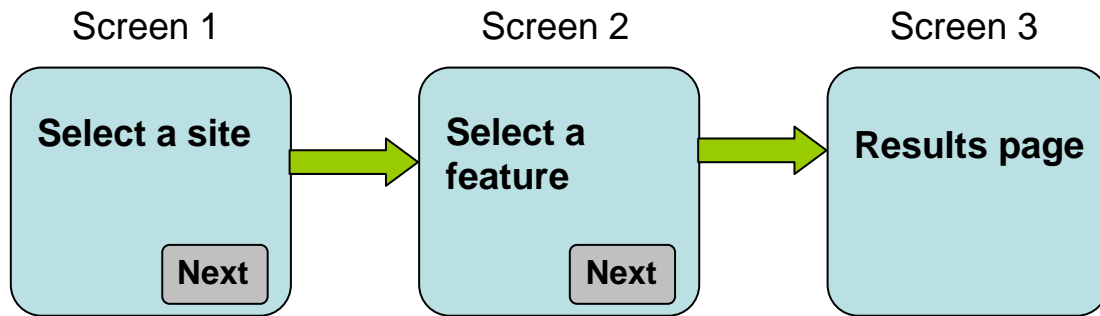 Screen 1
Screen 2
Screen 3
Select a site
Next
Select a
feature
Next
Results page